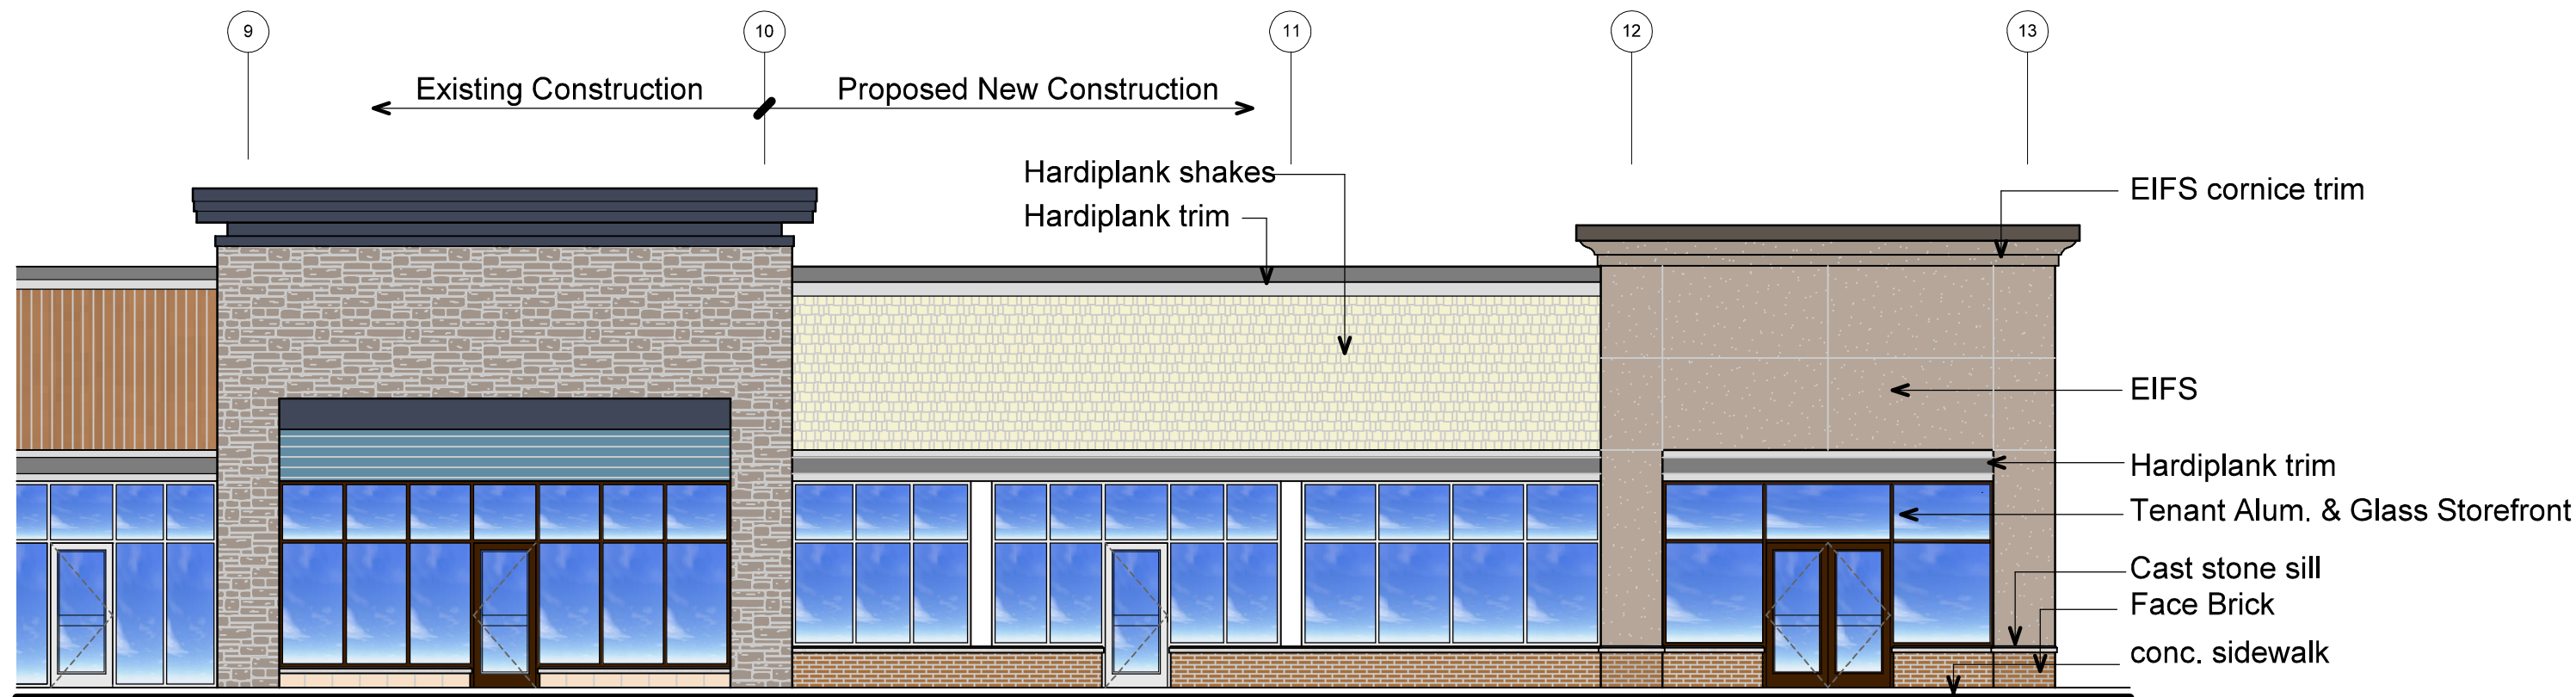 9
10
11
12
13
Existing Construction
Proposed New Construction
Hardiplank shakes
Hardiplank trim
EIFS cornice trim
EIFS
Hardiplank trim
Tenant Alum. & Glass Storefront
Cast stone sill
Face Brick
conc. sidewalk